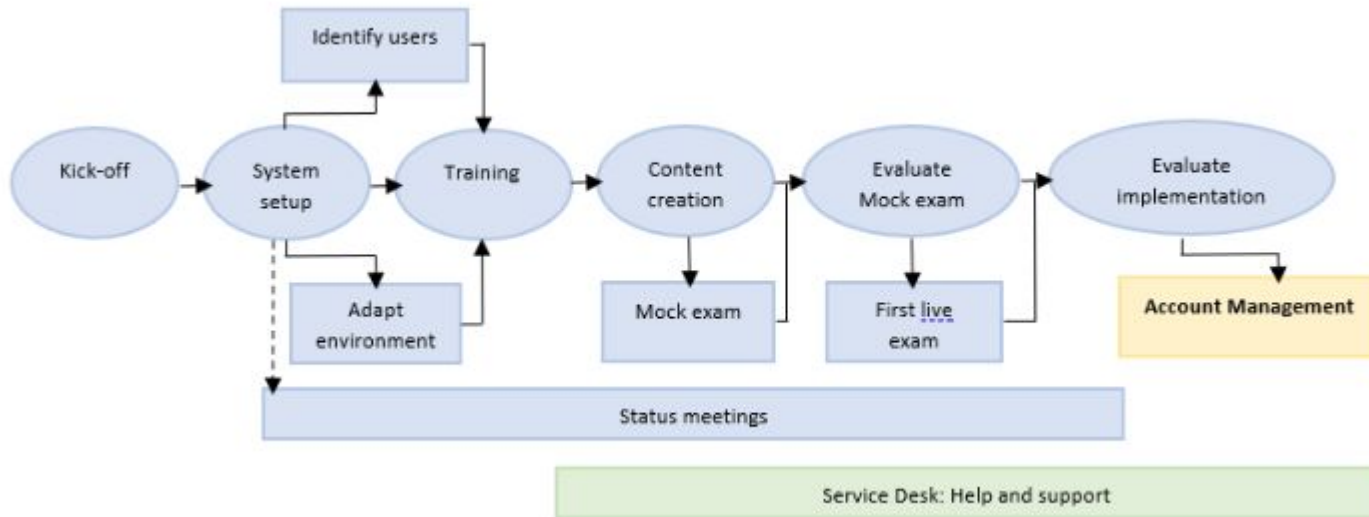 Identify users
Kick-off
System
setup
Training
Content
creation
Evaluate
Mock exam
Evaluate
implementation
Adapt
environment
Mock exam
First live
exam
Account Management
Status meetings
Service Desk: Help and support